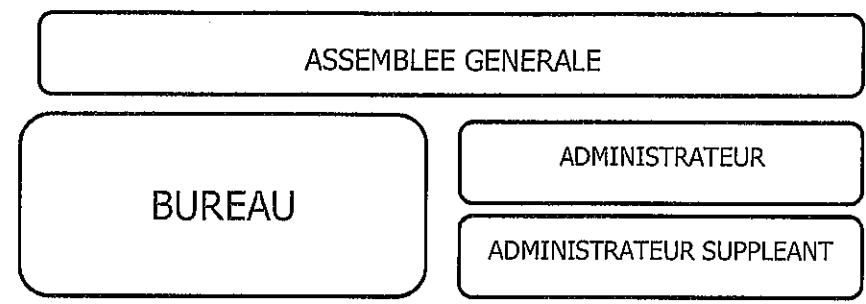 ASSEMBLEE GENERALE
BUREAU
ADMINISTRATEUR
ADMINISTRATEUR SUPPLEANT